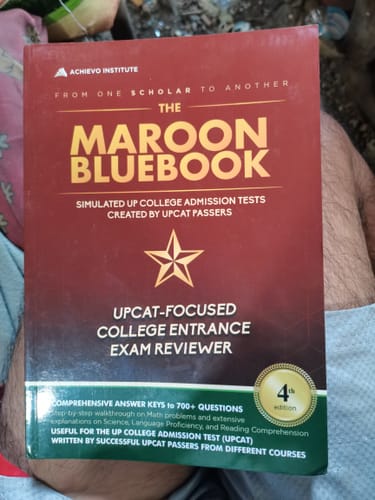 ACHIEVO INSTITUTE
FROM ONE SCHOLAR TO ANOTHER
THE
MAROON
BLUEBOOK
SIMULATED UP COLLEGE ADMISSION TESTS
CREATED BY UPCAT PASSERS
UPCAT-FOCUSED
COLLEGE ENTRANCE
EXAM REVIEWER
4th
edition
COMPREHENSIVE ANSWER KEYS to 700+ QUESTIONS
Step-by-step walkthrough on Math problems and extensive
explanations on Science, Language Proficiency, and Reading Comprehension
USEFUL FOR THE UP COLLEGE ADMISSION TEST (UPCAT)
WRITTEN BY SUCCESSFUL UPCAT PASSERS FROM DIFFERENT COURSES